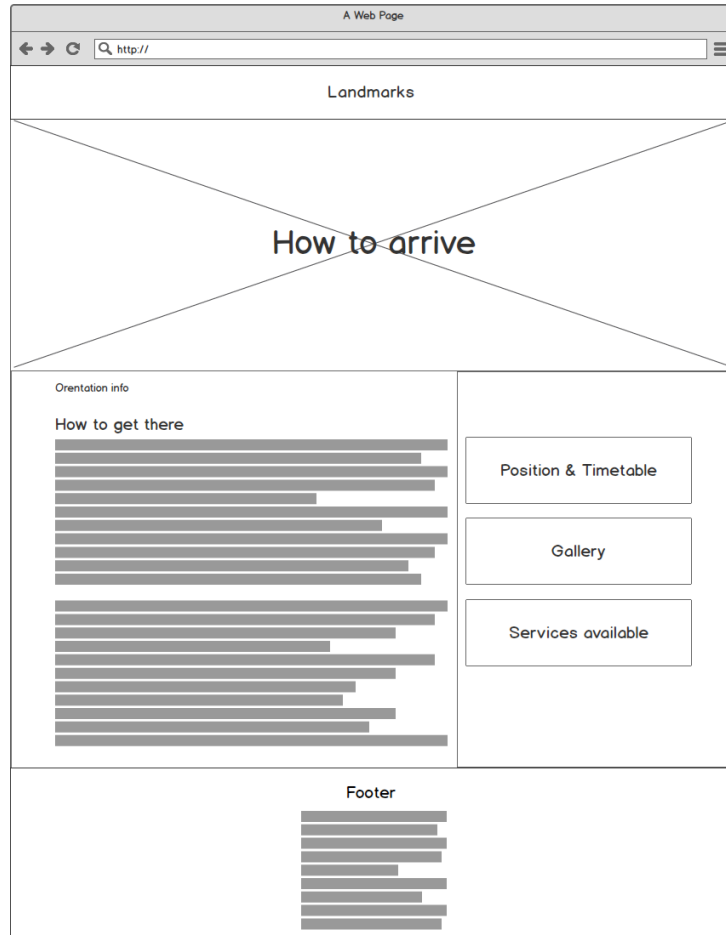 A Web Page
http://
Landmarks
How to arrive
Orentation info
How to get there
Position & Timetable
Gallery
Services available
Footer